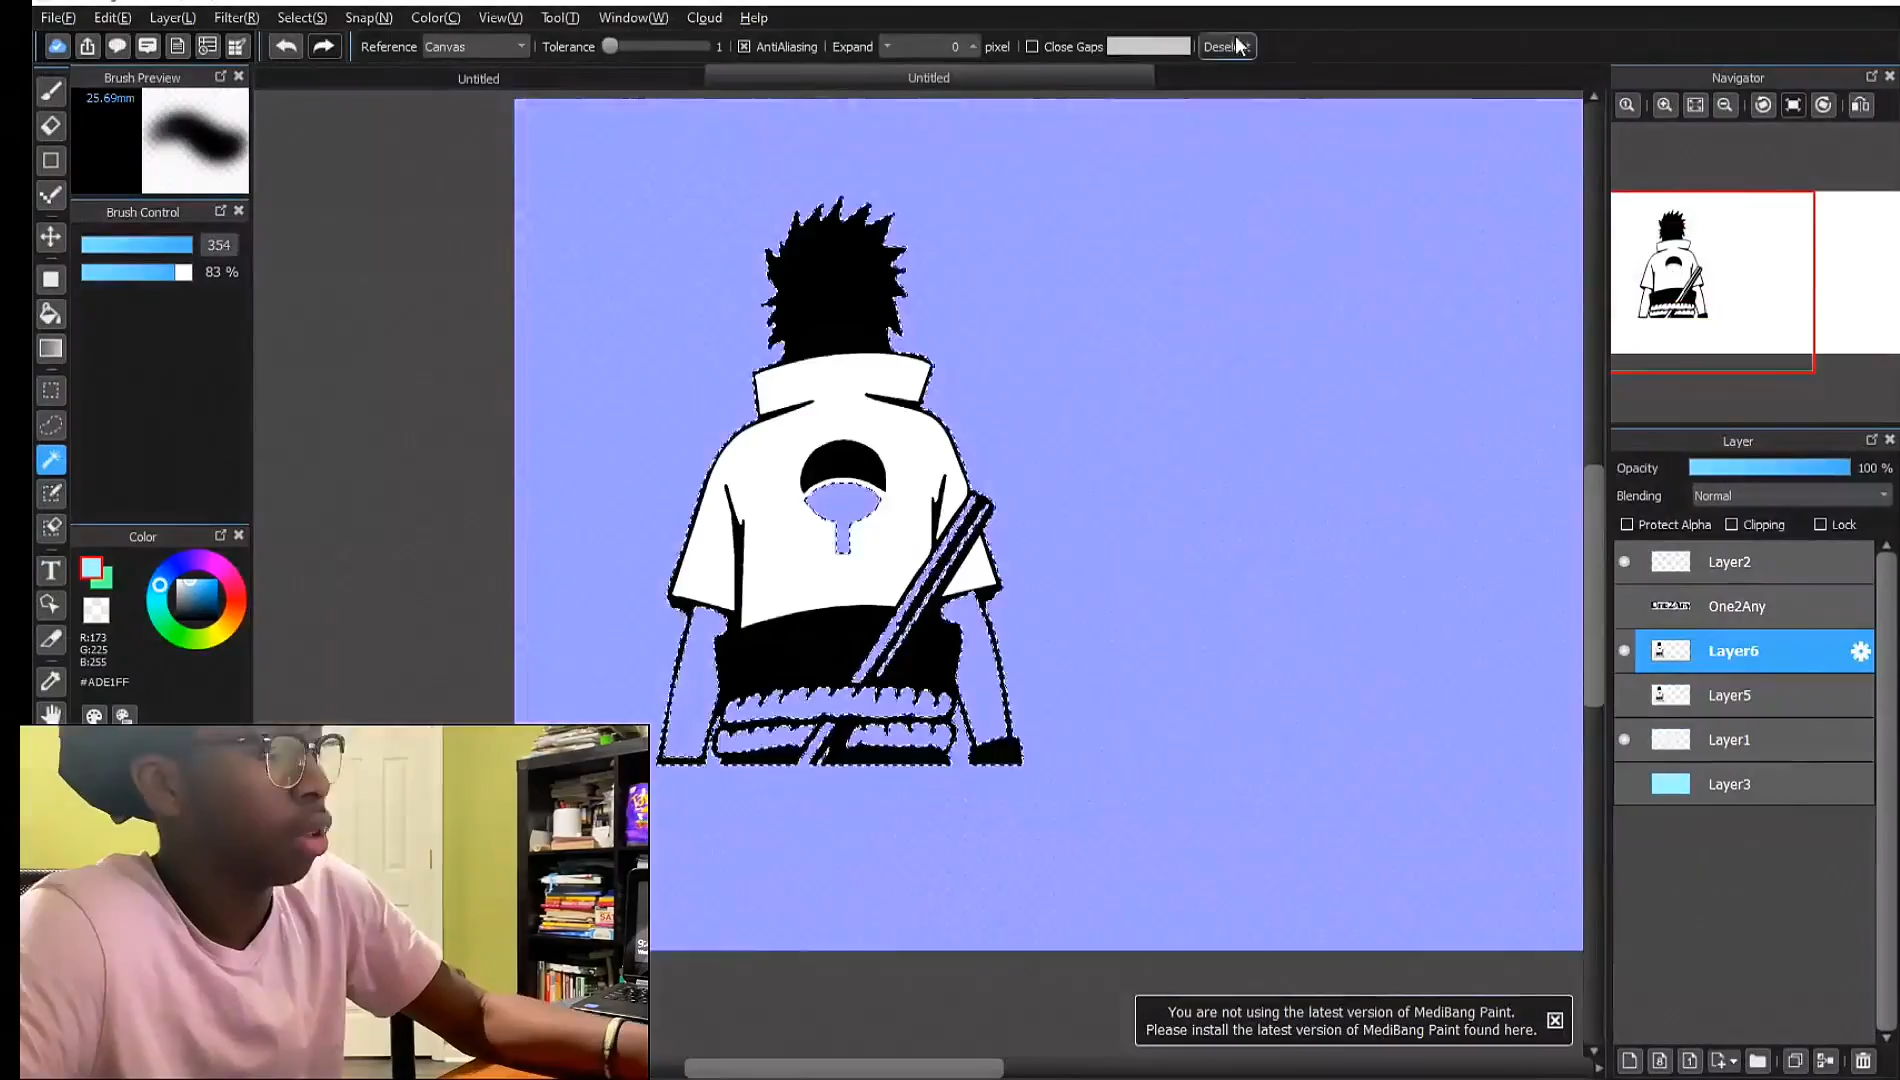 File(F) Edit(E) Layer(L) Filter(R) Select(S) Snap(N) Color(C) View(V) Tool(T) Window(W) Cloud Help
Reference Canvas Tolerance 1 AntiAliasing Expand 0 pixel Close Gaps Desel
Brush Preview
Untitled
Untitled
Navigator
25.69mm
Brush Control
354
83 %
Layer
Opacity 100 %
Blending Normal
Protect Alpha Clipping Lock
Layer2
One2Any
Layer6
Layer5
Layer1
Layer3
Color
R:173
G:225
B:255
#ADE1FF
You are not using the latest version of MediBang Paint.
Please install the latest version of MediBang Paint found here.